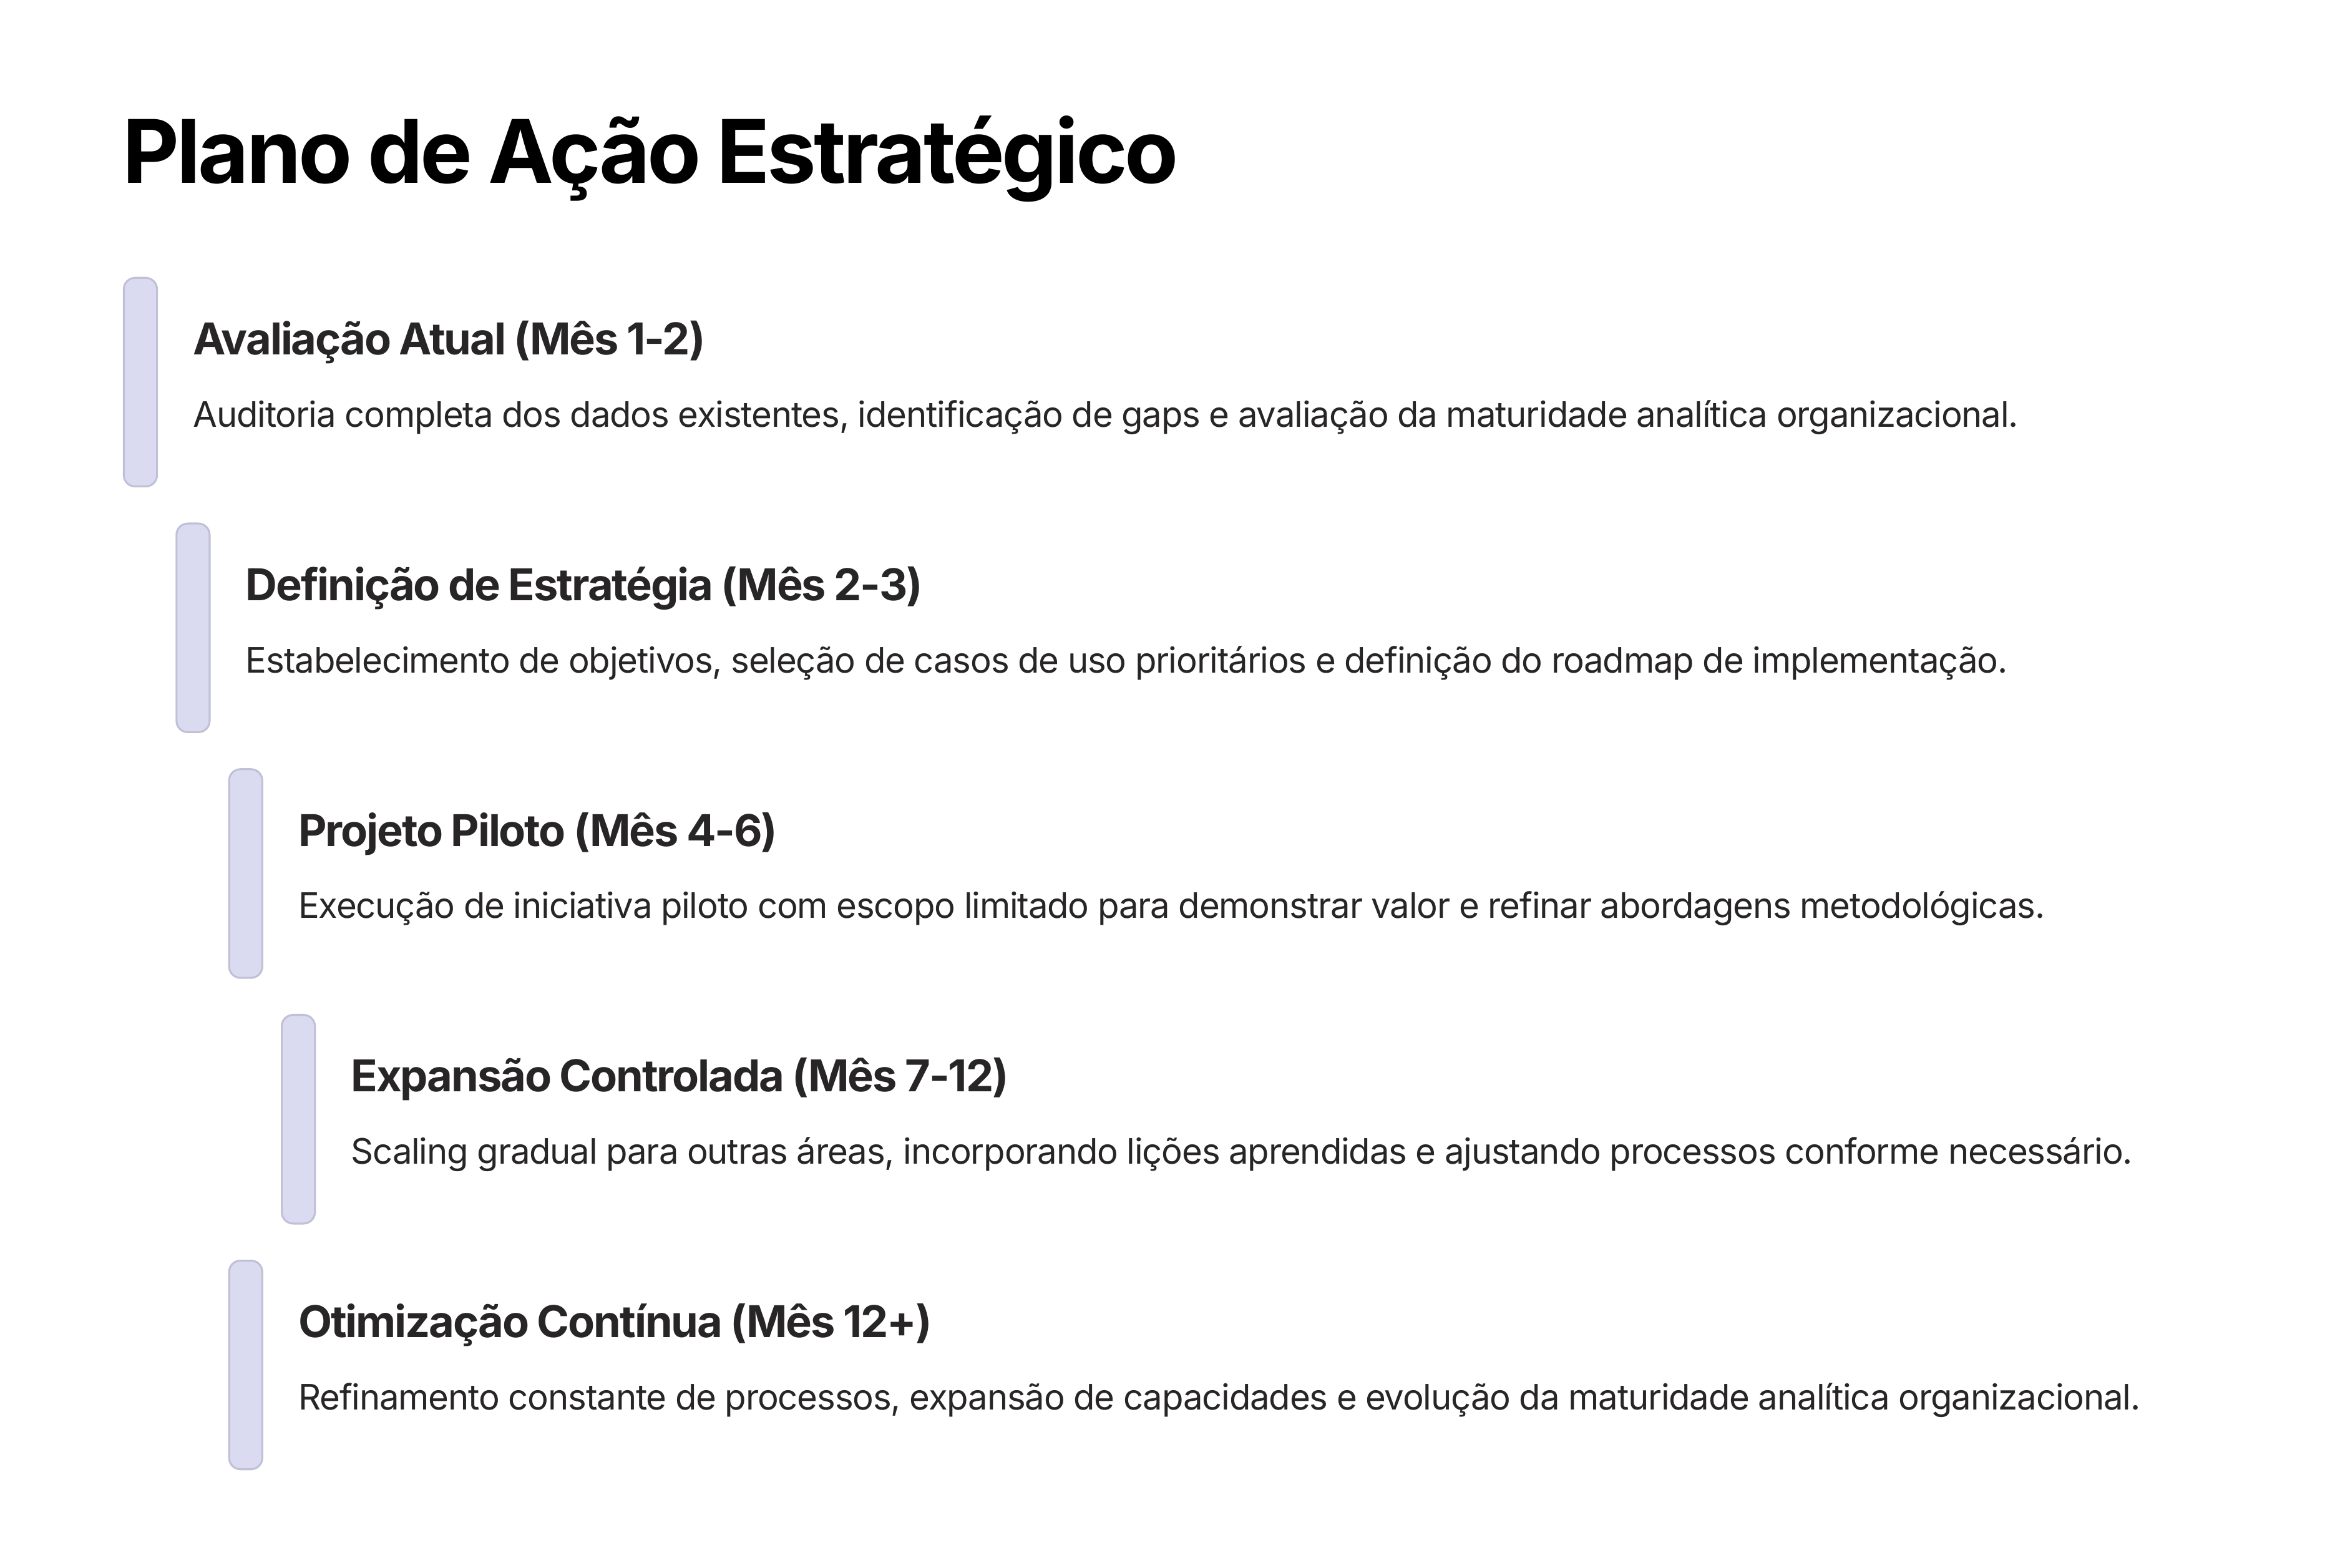 Plano de Ação Estratégico
Avaliação Atual (Mês 1-2)
Auditoria completa dos dados existentes, identificação de gaps e avaliação da maturidade analítica organizacional.
Definição de Estratégia (Mês 2-3)
Estabelecimento de objetivos, seleção de casos de uso prioritários e definição do roadmap de implementação.
Projeto Piloto (Mês 4-6)
Execução de iniciativa piloto com escopo limitado para demonstrar valor e refinar abordagens metodológicas.
Expansão Controlada (Mês 7-12)
Scaling gradual para outras áreas, incorporando lições aprendidas e ajustando processos conforme necessário.
Otimização Contínua (Mês 12+)
Refinamento constante de processos, expansão de capacidades e evolução da maturidade analítica organizacional.